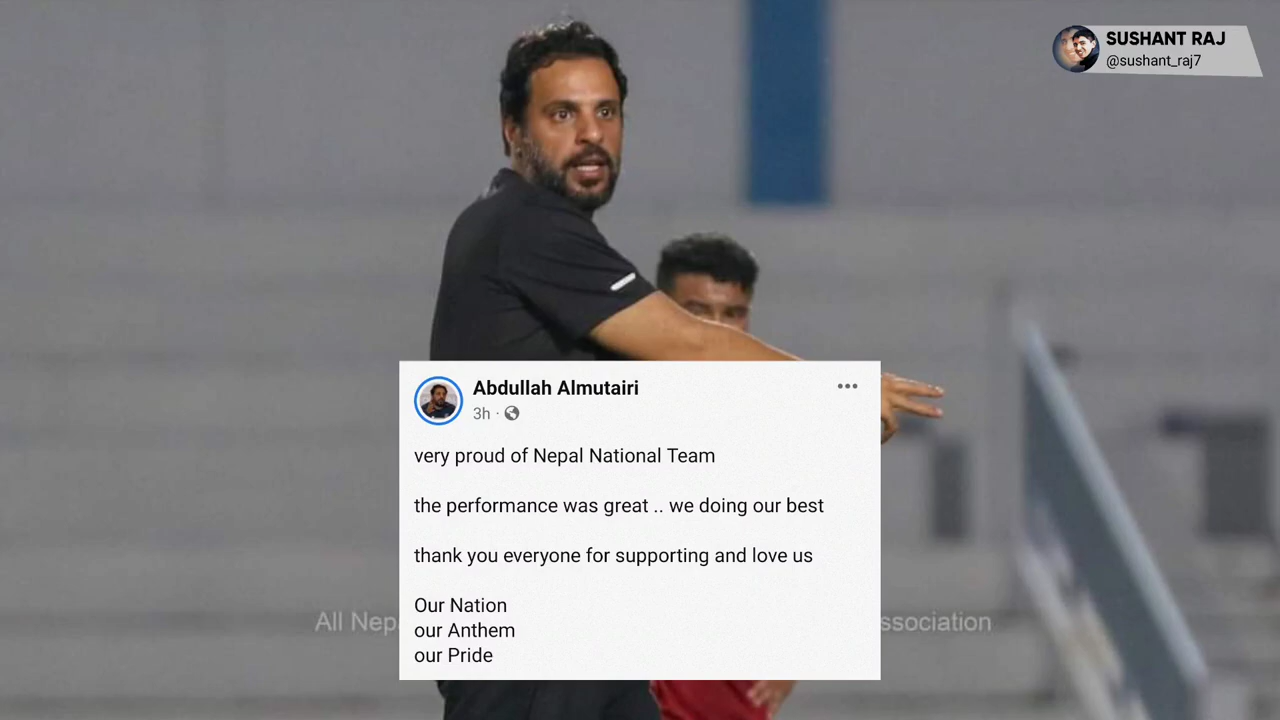 SUSHANT RAJ
@sushant_raj7
Abdullah Almutairi
3h ·
very proud of Nepal National Team
the performance was great .. we doing our best
thank you everyone for supporting and love us
All Nep
ssociation
Our Nation
our Anthem
our Pride